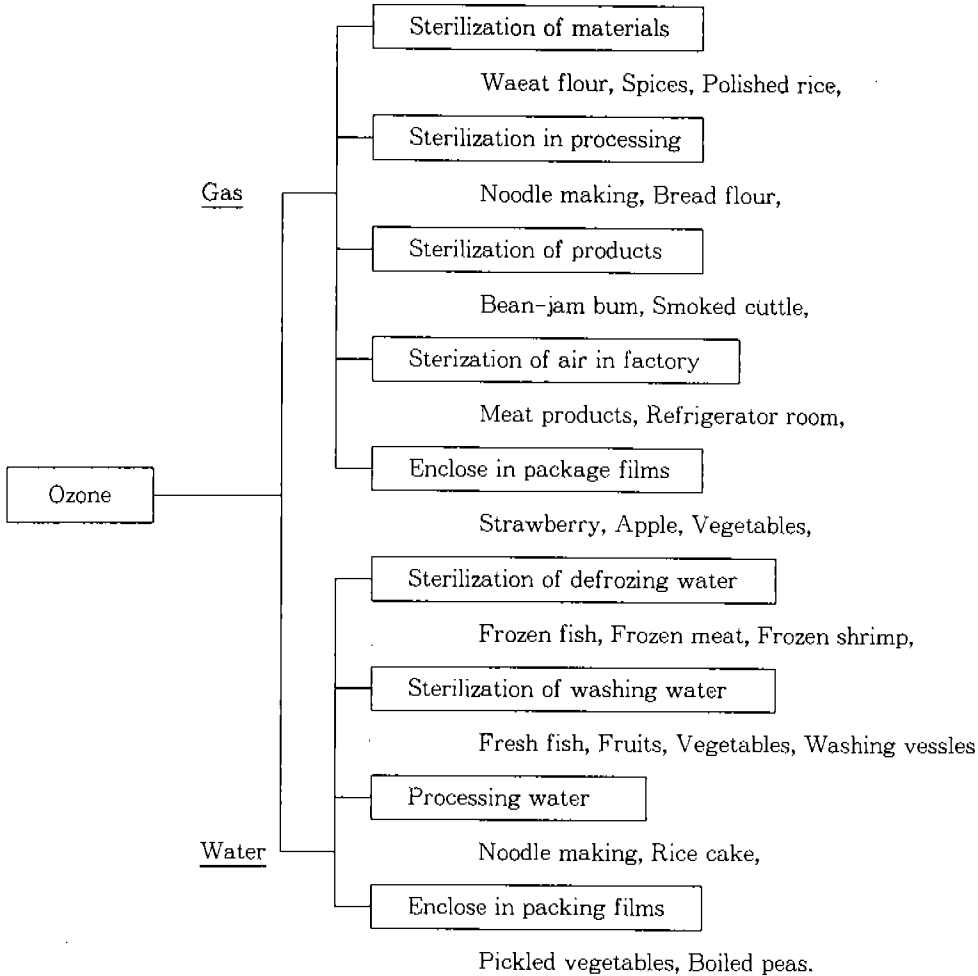 Sterilization of materials
Waeat flour, Spices, Polished rice,
Sterilization in processing
Gas
Noodle making, Bread flour,
Sterilization of products
Bean-jam bum, Smoked cuttle,
Sterization of air in factory
Meat products, Refrigerator room,
Enclose in package films
Ozone
Strawberry, Apple, Vegetables,
Sterilization of defrozing water
Frozen fish, Frozen meat, Frozen shrimp,
Sterilization of washing water
Fresh fish, Fruits, Vegetables, Washing vessles
Processing water
Water
Noodle making, Rice cake,
Enclose in packing films
Pickled vegetables, Boiled peas.